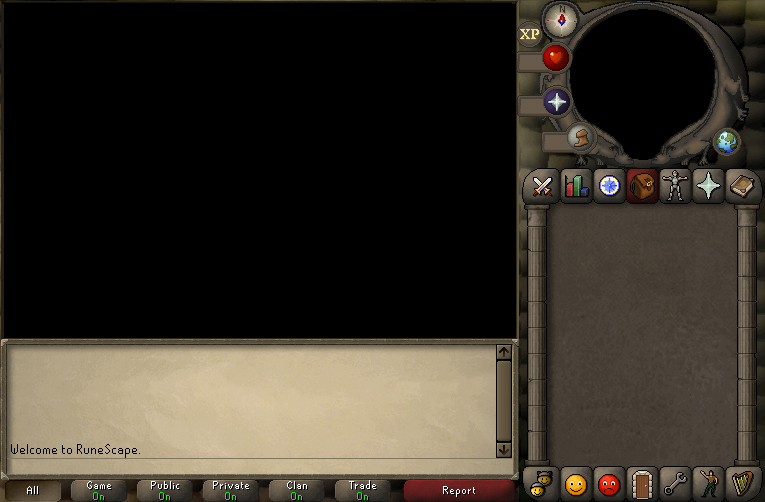 N
XP
Welcome to RuneScape.
All
Game
On
Public
On
Private
On
Clan
On
Trade
On
Report